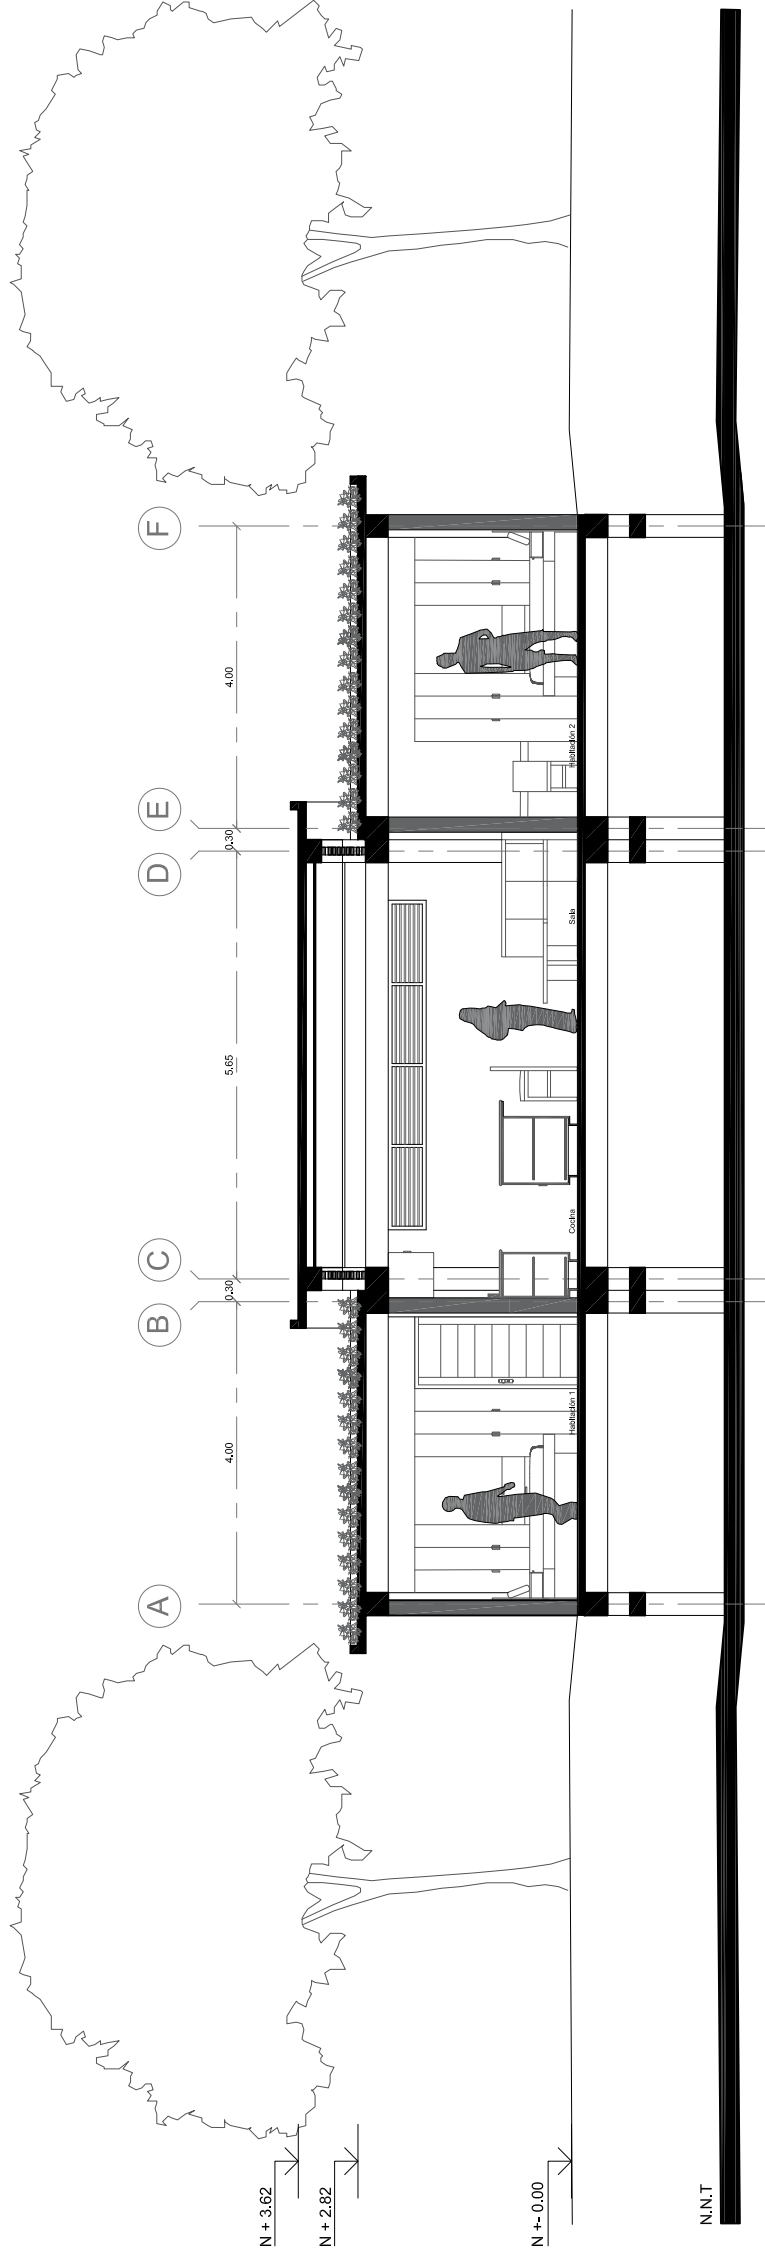 A
B
C
D
E
F
4.00
0.30
5.65
0.30
4.00
N + 3.62
N + 2.82
N +- 0.00
N.N.T
Habitación 1
Cocina
Sala
Habitación 2